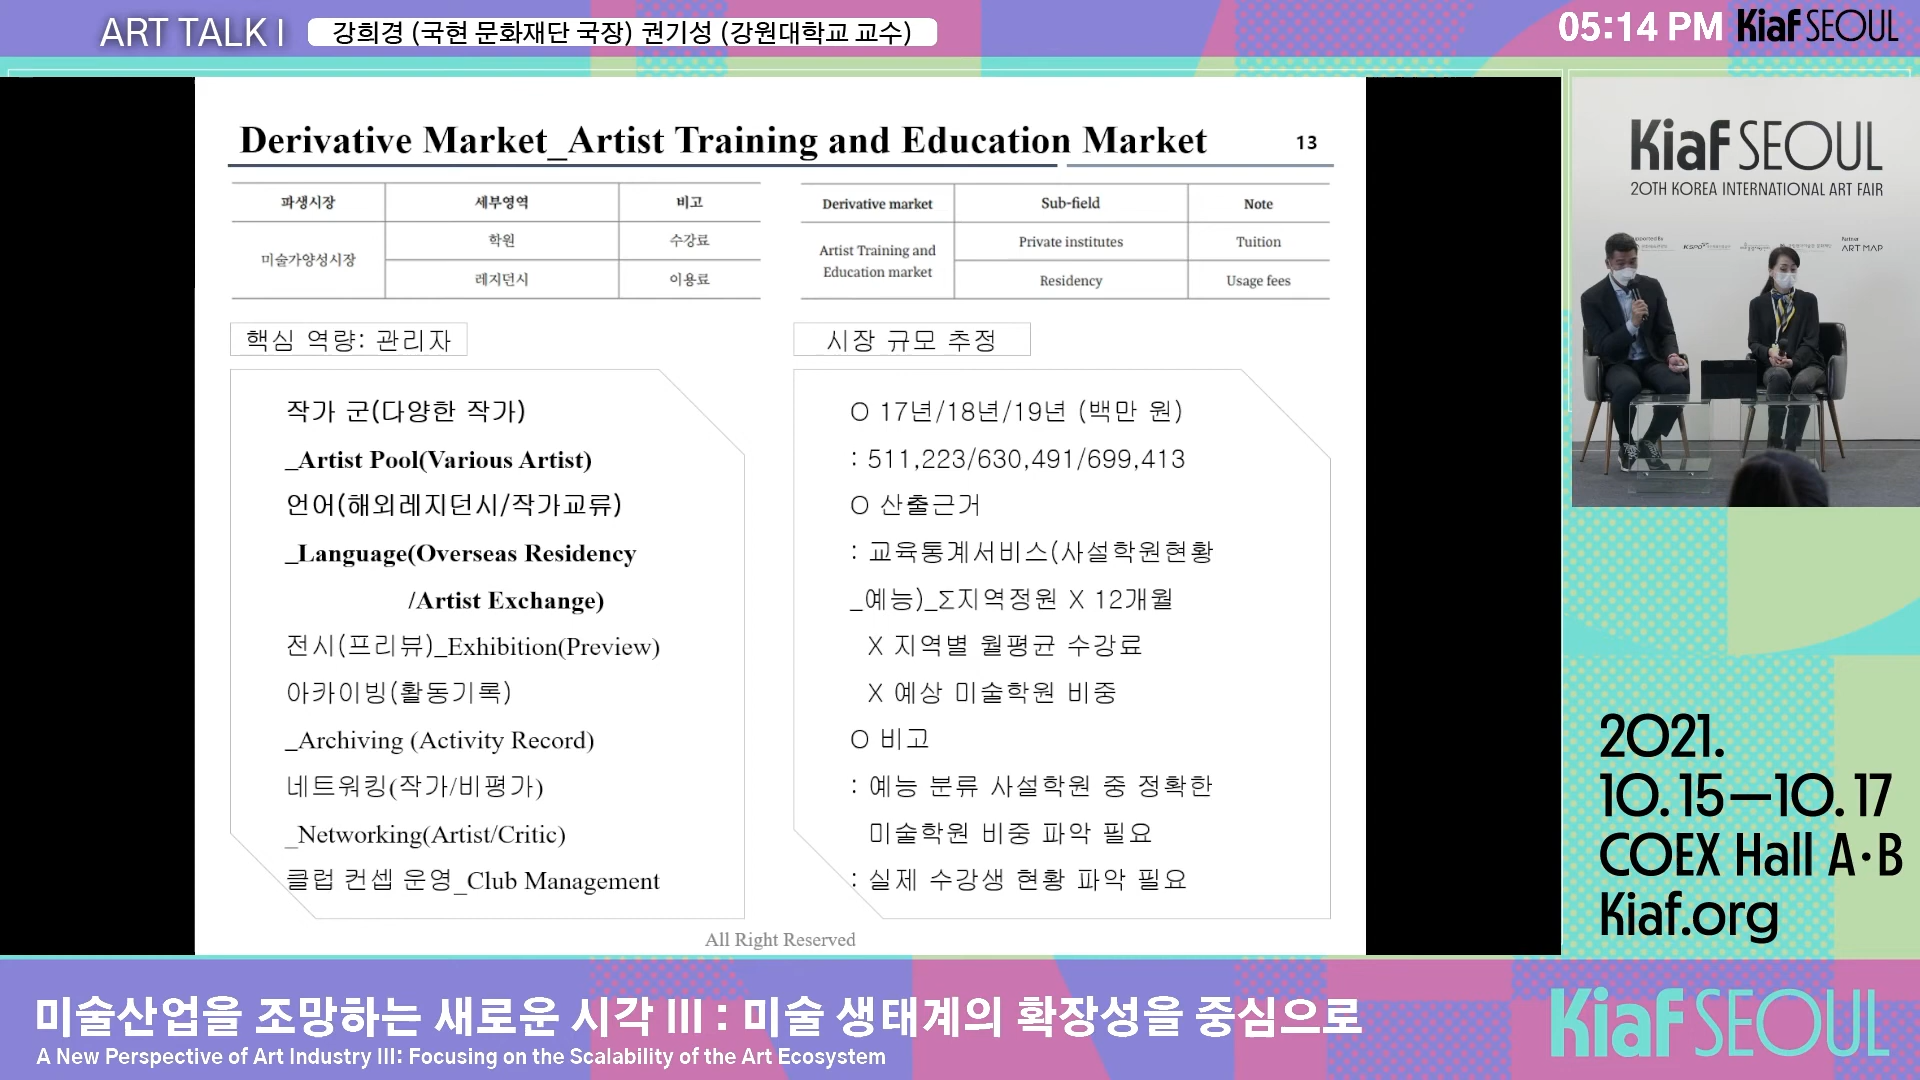 ART TALK I 강희경 (국현 문화재단 국장) 권기성 (강원대학교 교수)
05:14 PM Kiaf SEOUL
Derivative Market_Artist Training and Education Market 13
파생시장 세부영역 비고
미술가양성시장 학원 수강료
레지던시 이용료
Derivative market Sub-field Note
Artist Training and
Education market
Private institutes Tuition
Residency Usage fees
핵심 역량: 관리자
작가 군(다양한 작가)
_Artist Pool(Various Artist)
언어(해외레지던시/작가교류)
_Language(Overseas Residency
/Artist Exchange)
전시(프리뷰)_Exhibition(Preview)
아카이빙(활동기록)
_Archiving (Activity Record)
네트워킹(작가/비평가)
_Networking(Artist/Critic)
클럽 컨셉 운영_Club Management
시장 규모 추정
O 17년/18년/19년 (백만 원)
: 511,223/630,491/699,413
O 산출근거
: 교육통계서비스(사설학원현황
_예능)_Σ지역정원 X 12개월
X 지역별 월평균 수강료
X 예상 미술학원 비중
O 비고
: 예능 분류 사설학원 중 정확한
미술학원 비중 파악 필요
: 실제 수강생 현황 파악 필요
All Right Reserved
Kiaf SEOUL
20TH KOREA INTERNATIONAL ART FAIR
KSPO
ART MAP
2021.
10.15—10.17
COEX Hall A·B
Kiaf.org
미술산업을 조망하는 새로운 시각 III : 미술 생태계의 확장성을 중심으로
A New Perspective of Art Industry III: Focusing on the Scalability of the Art Ecosystem
Kiaf SEOUL